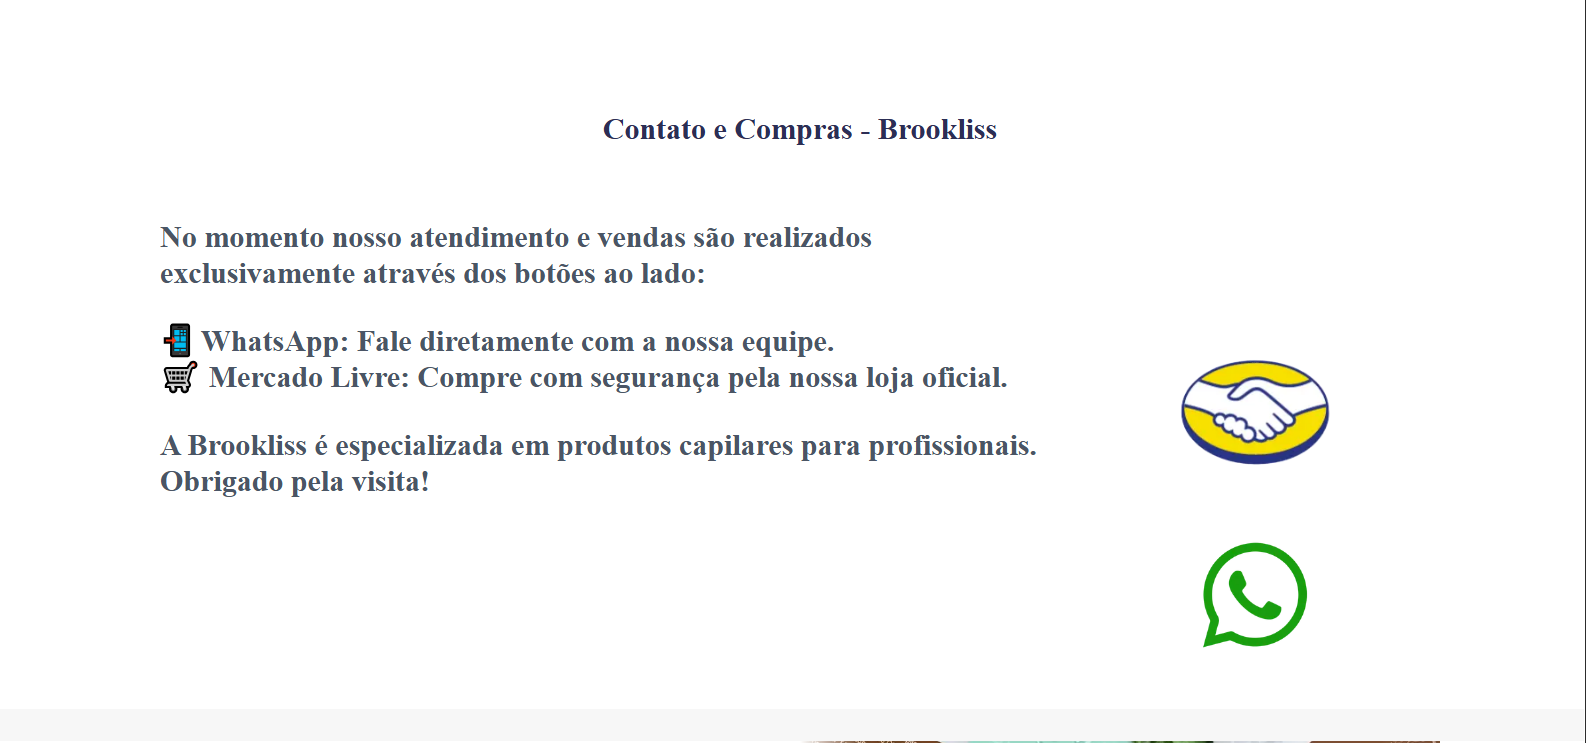 Contato e Compras - Brookliss
No momento nosso atendimento e vendas são realizados
exclusivamente através dos botões ao lado:
📲 WhatsApp: Fale diretamente com a nossa equipe.
🛒 Mercado Livre: Compre com segurança pela nossa loja oficial.
A Brookliss é especializada em produtos capilares para profissionais.
Obrigado pela visita!